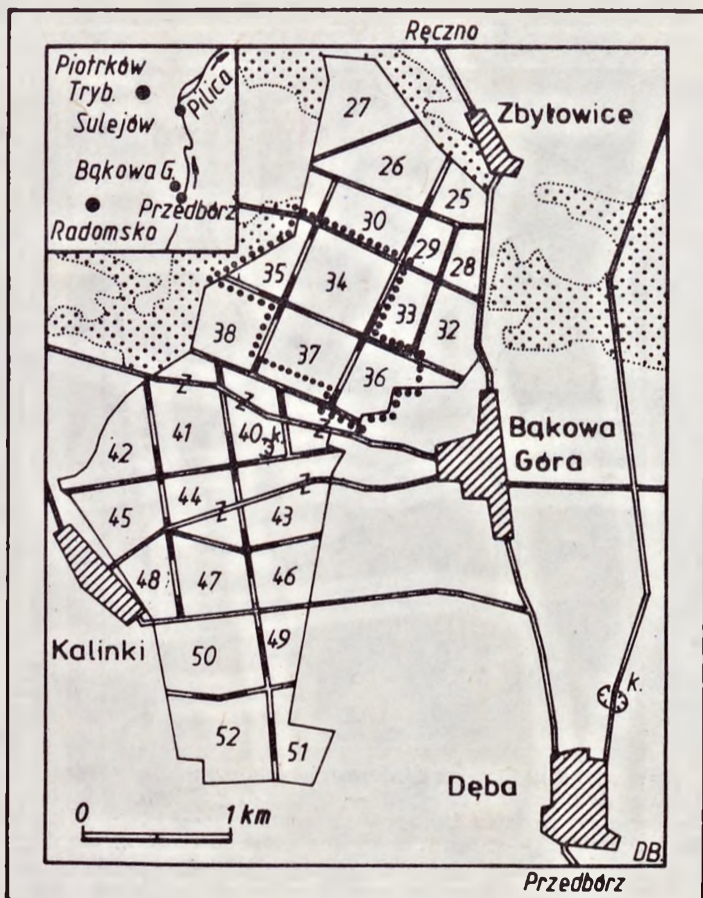 Ręczno
Piotrków
Tryb.
Sulejów
Pilica
Bąkowa G.
Przedbórz
Radomsko
Zbyłowice
27
26
25
30
29
28
35
34
33
32
38
37
36
Z
Z
Z
42
41
40
k.
Bąkowa
Góra
45
44
Z
Z
43
48
47
46
Kalinki
50
49
k.
52
51
Dęba
0
1 km
DB.
Przedbórz